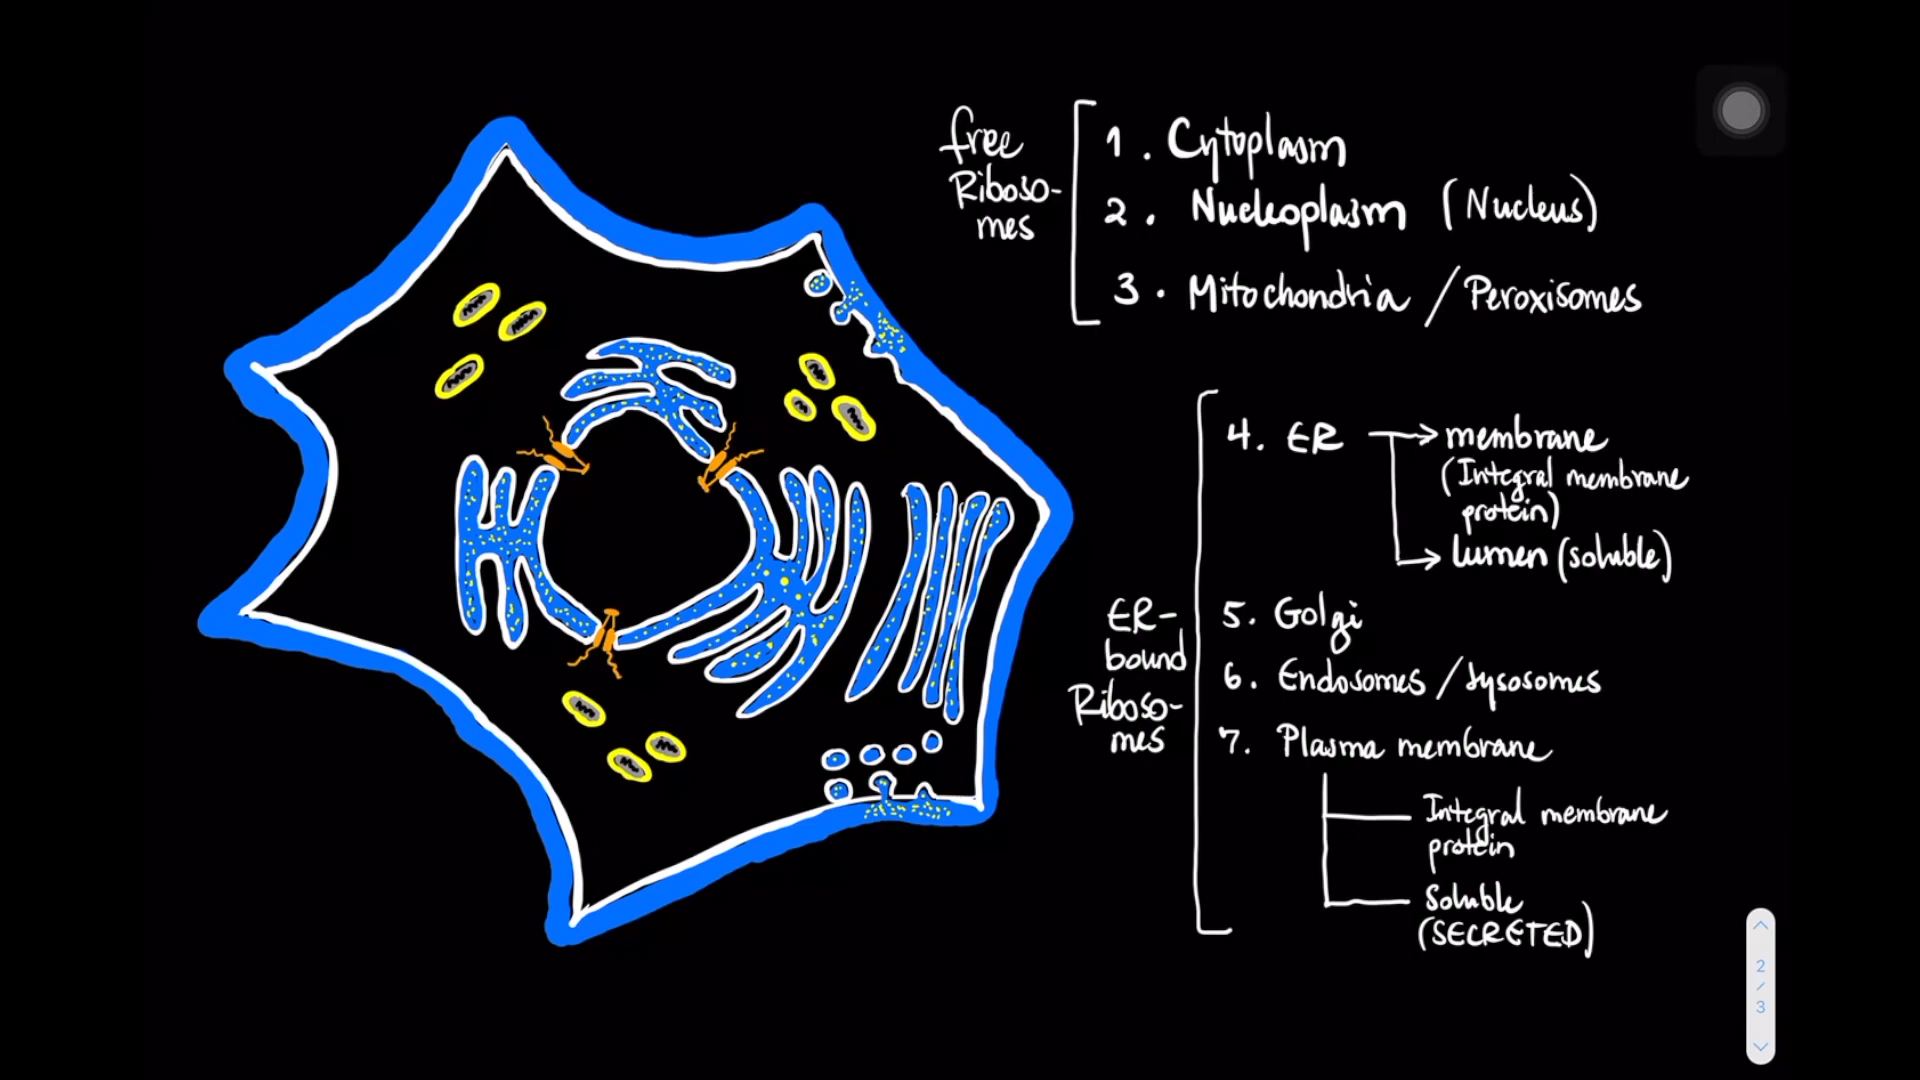 free
Riboso-
mes
1. Cytoplasm
2. Nucleoplasm (Nucleus)
3. Mitochondria / Peroxisomes
ER-
bound
Riboso-
mes
4. ER → membrane
(Integral membrane
protein)
→ lumen (soluble)
5. Golgi
6. Endosomes / Lysosomes
7. Plasma membrane
Integral membrane
protein
Soluble
(SECRETED)
2
/
3